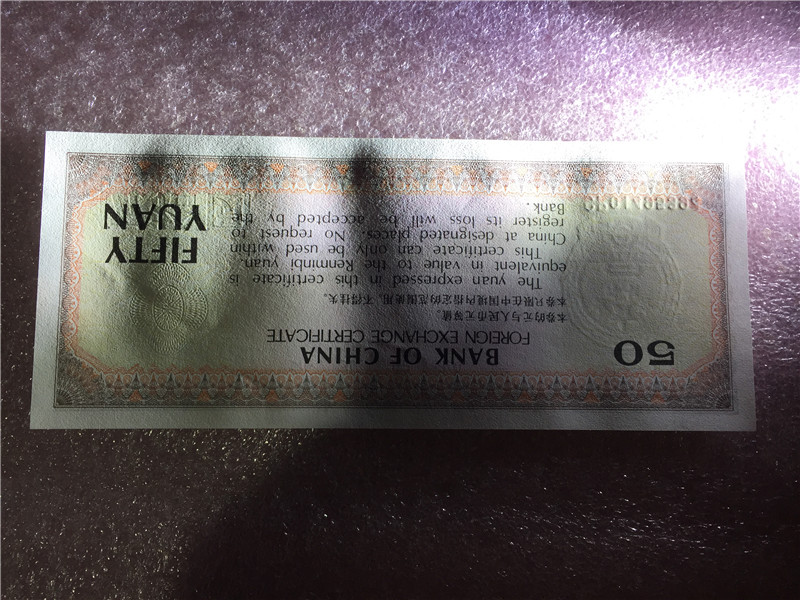 BANK OF CHINA
FOREIGN EXCHANGE CERTIFICATE
50
本券的元与人民币元等值。
本券只限在中国境内指定的范围使用,不得挂失。
The yuan expressed in this certificate is
equivalent in value to the Renminbi yuan.
This certificate can only be used within
China at designated places. No request to
register its loss will be accepted by the
Bank.
FIFTY
YUAN